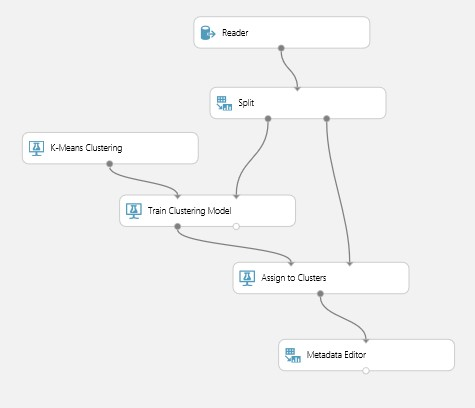 Reader
Split
K-Means Clustering
Train Clustering Model
Assign to Clusters
Metadata Editor